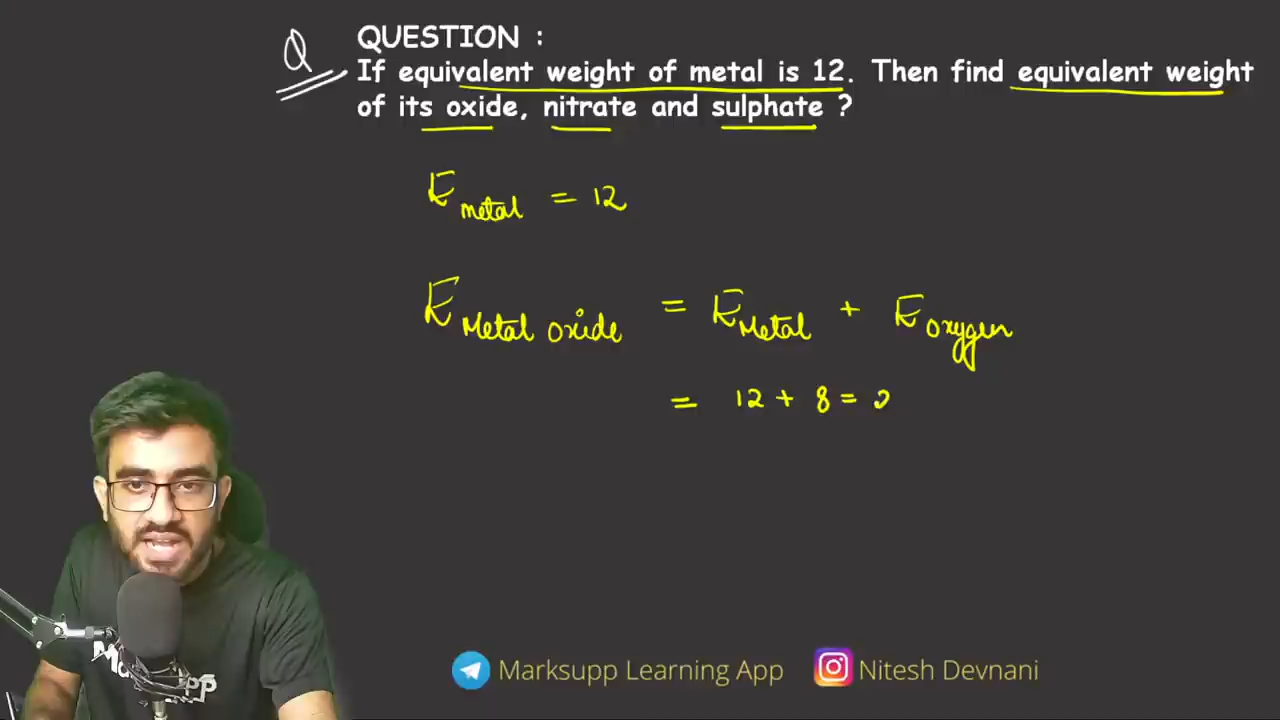 Q
QUESTION :
If equivalent weight of metal is 12. Then find equivalent weight
of its oxide, nitrate and sulphate ?
E metal = 12
E Metal oxide = E Metal + E Oxygen
= 12 + 8 =
Marksupp Learning App
Nitesh Devnani